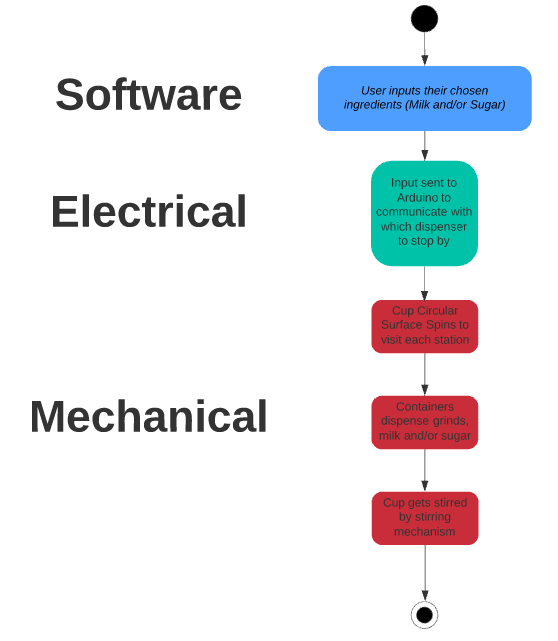 Software
User inputs their chosen
ingredients (Milk and/or Sugar)
Electrical
Input sent to
Arduino to
communicate with
which dispenser
to stop by
Cup Circular
Surface Spins to
visit each station
Mechanical
Containers
dispense grinds,
milk and/or sugar
Cup gets stirred
by stirring
mechanism